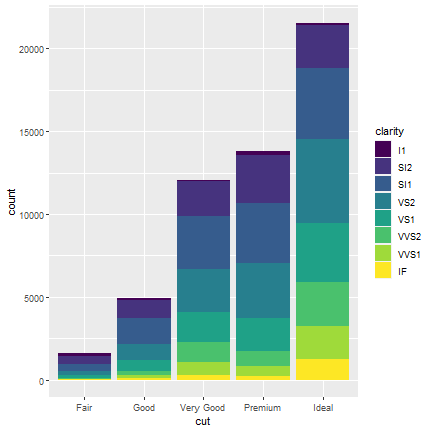 20000
15000
10000
5000
0
count
Fair Good Very Good Premium Ideal
cut
clarity
I1
SI2
SI1
VS2
VS1
VVS2
VVS1
IF